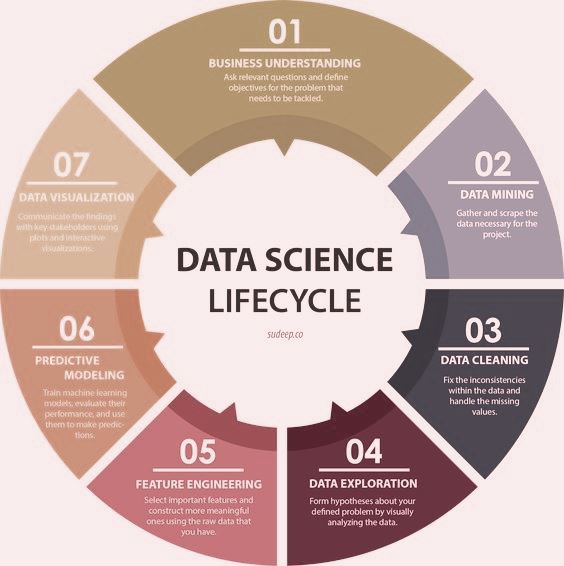 01
BUSINESS UNDERSTANDING
Ask relevant questions and define
objectives for the problem that
needs to be tackled.
02
DATA MINING
Gather and scrape the
data necessary for the
project.
03
DATA CLEANING
Fix the inconsistencies
within the data and
handle the missing
values.
04
DATA EXPLORATION
Form hypotheses about your
defined problem by visually
analyzing the data.
05
FEATURE ENGINEERING
Select important features and
construct more meaningful
ones using the raw data that
you have.
06
PREDICTIVE
MODELING
Train machine learning
models, evaluate their
performance, and use
them to make predic-
tions.
07
DATA VISUALIZATION
Communicate the findings
with key stakeholders using
plots and interactive
visualizations.
DATA SCIENCE
LIFECYCLE
sudeep.co